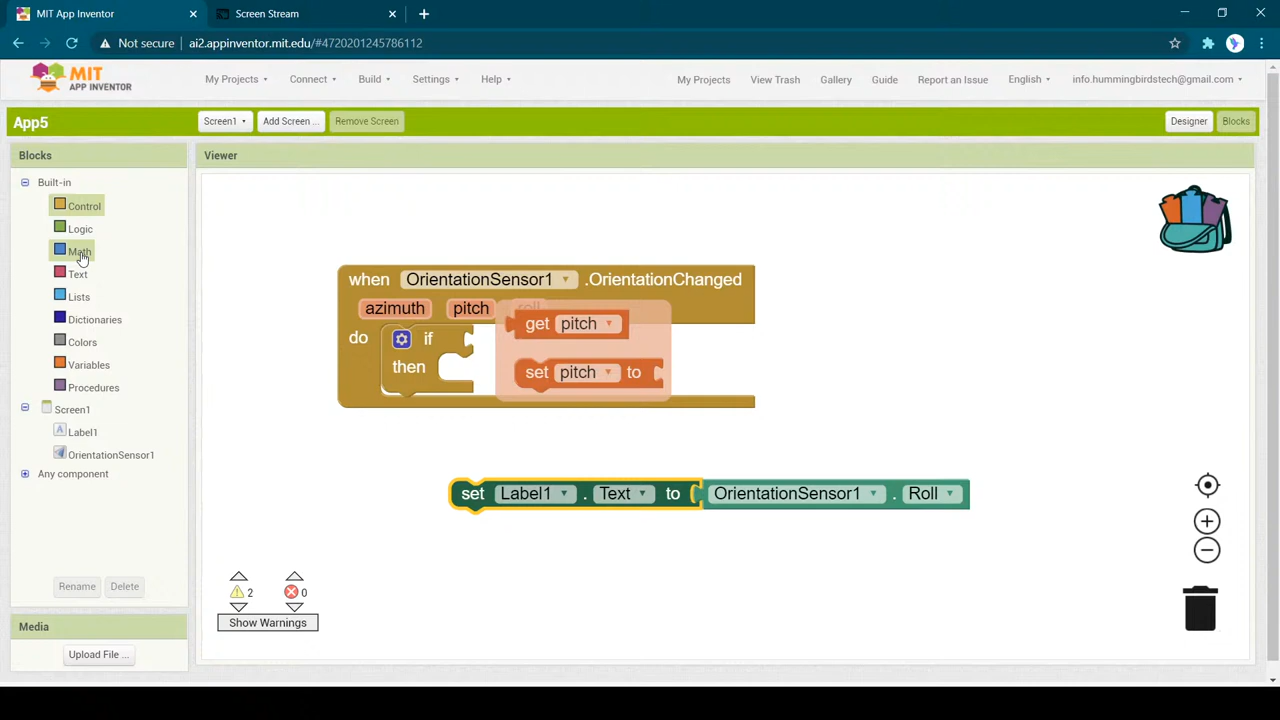 MIT App Inventor
Screen Stream
Not secure
ai2.appinventor.mit.edu/#4720201245786112
MIT
APP INVENTOR
My Projects
Connect
Build
Settings
Help
My Projects
View Trash
Gallery
Guide
Report an Issue
English
info.hummingbirdstech@gmail.com
App5
Screen1
Add Screen ...
Remove Screen
Designer
Blocks
Blocks
Viewer
Built-in
Control
Logic
Math
Text
Lists
Dictionaries
Colors
Variables
Procedures
Screen1
Label1
OrientationSensor1
Any component
Rename
Delete
Media
Upload File ...
when OrientationSensor1 .OrientationChanged
azimuth pitch roll
do if
then
get pitch
set pitch to
set Label1 . Text to OrientationSensor1 . Roll
2
0
Show Warnings